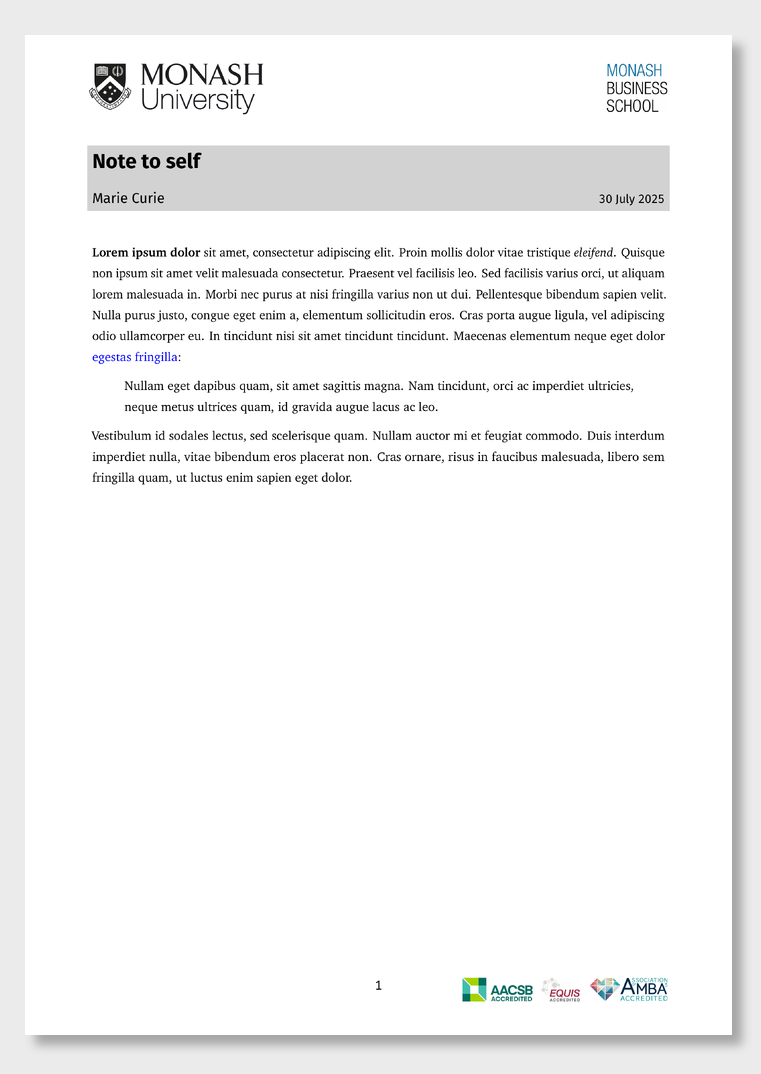 MONASH
University
MONASH
BUSINESS
SCHOOL
Note to self
Marie Curie
30 July 2025
Lorem ipsum dolor sit amet, consectetur adipiscing elit. Proin mollis dolor vitae tristique eleifend. Quisque
non ipsum sit amet velit malesuada consectetur. Praesent vel facilisis leo. Sed facilisis varius orci, ut aliquam
lorem malesuada in. Morbi nec purus at nisi fringilla varius non ut dui. Pellentesque bibendum sapien velit.
Nulla purus justo, congue eget enim a, elementum sollicitudin eros. Cras porta augue ligula, vel adipiscing
odio ullamcorper eu. In tincidunt nisi sit amet tincidunt tincidunt. Maecenas elementum neque eget dolor
egestas fringilla:
Nullam eget dapibus quam, sit amet sagittis magna. Nam tincidunt, orci ac imperdiet ultricies,
neque metus ultrices quam, id gravida augue lacus ac leo.
Vestibulum id sodales lectus, sed scelerisque quam. Nullam auctor mi et feugiat commodo. Duis interdum
imperdiet nulla, vitae bibendum eros placerat non. Cras ornare, risus in faucibus malesuada, libero sem
fringilla quam, ut luctus enim sapien eget dolor.
1
AACSB
ACCREDITED
EQUIS
ACCREDITED
ASSOCIATION
AMBA
ACCREDITED